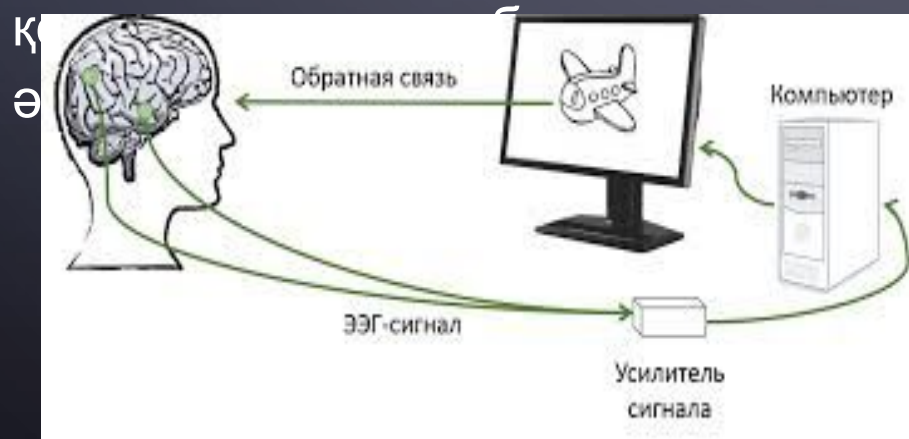 Обратная связь
Компьютер
ЭЭГ-сигнал
Усилитель
сигнала